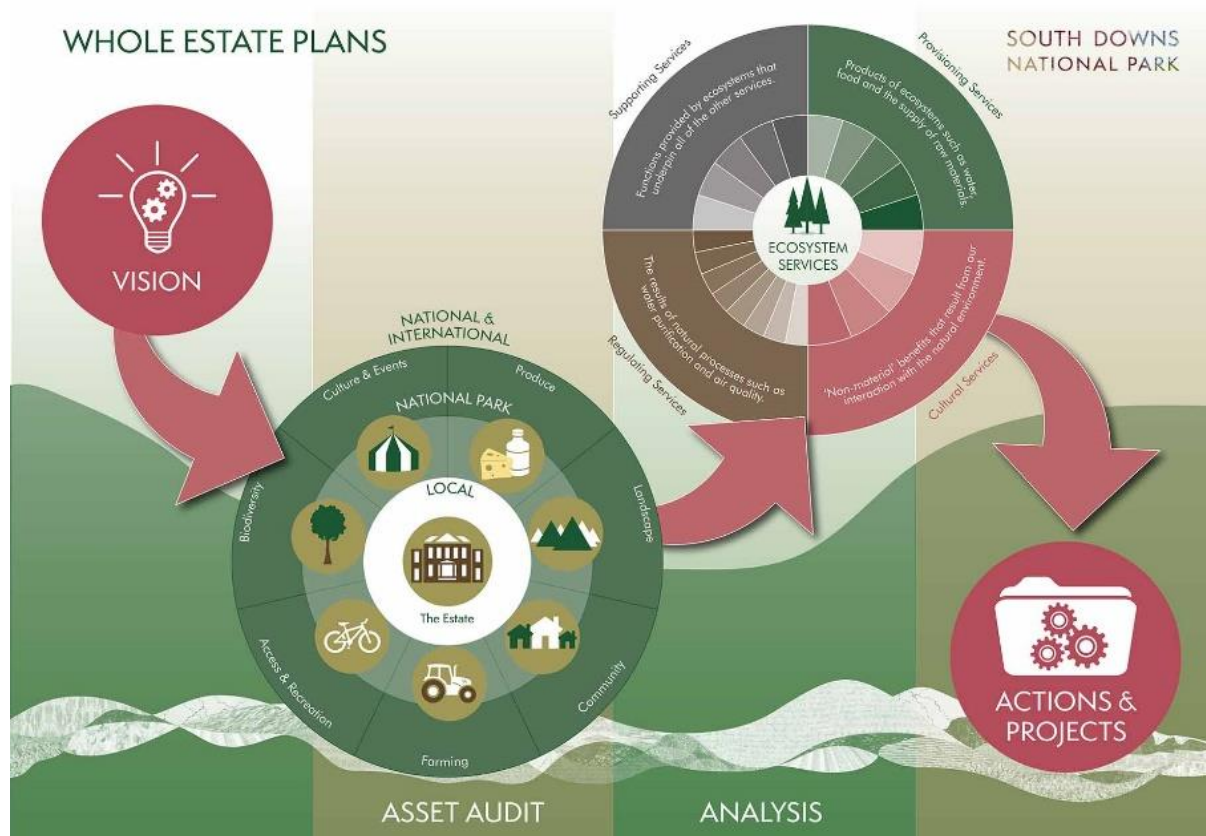 WHOLE ESTATE PLANS
SOUTH DOWNS
NATIONAL PARK
VISION
NATIONAL &
INTERNATIONAL
Culture & Events
Produce
Landscape
Community
Farming
Access & Recreation
Biodiversity
NATIONAL PARK
LOCAL
The Estate
Supporting Services
Functions provided by ecosystems that
underpin all of the other services.
Provisioning Services
Products of ecosystems such as water,
food and the supply of raw materials.
ECOSYSTEM
SERVICES
Regulating Services
The results of natural processes such as
water purification and air quality.
Cultural Services
'Non-material' benefits that result from our
interaction with the natural environment.
ACTIONS &
PROJECTS
ASSET AUDIT
ANALYSIS